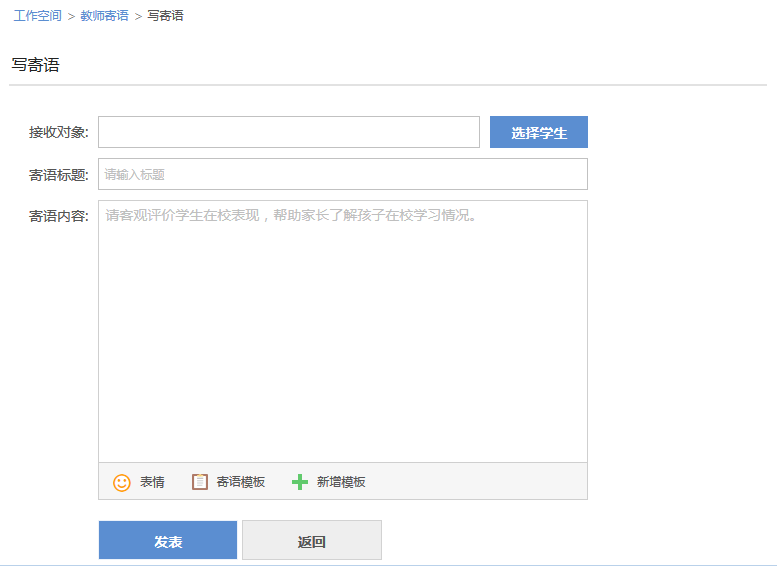 工作空间 > 教师寄语 > 写寄语
写寄语
接收对象: 选择学生
寄语标题: 请输入标题
寄语内容: 请客观评价学生在校表现，帮助家长了解孩子在校学习情况。
表情 寄语模板 新增模板
发表 返回